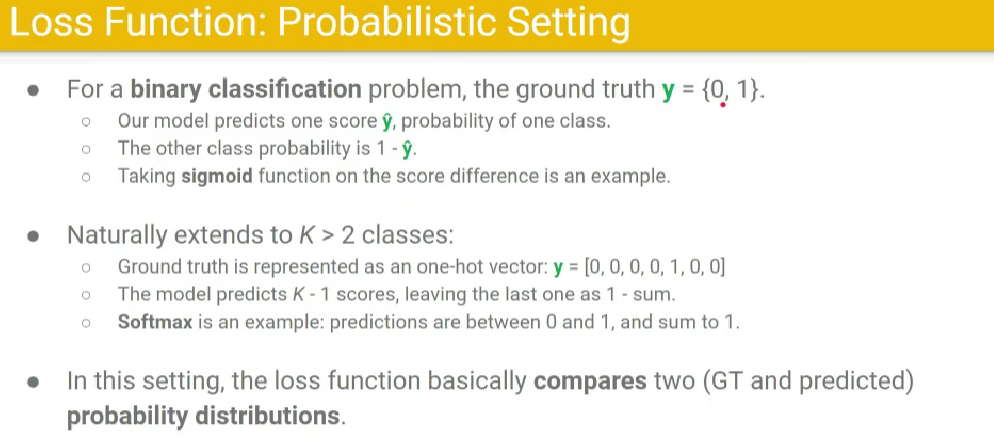 Loss Function: Probabilistic Setting
● For a binary classification problem, the ground truth y = {0, 1}.
○ Our model predicts one score ŷ, probability of one class.
○ The other class probability is 1 - ŷ.
○ Taking sigmoid function on the score difference is an example.
● Naturally extends to K > 2 classes:
○ Ground truth is represented as an one-hot vector: y = [0, 0, 0, 0, 1, 0, 0]
○ The model predicts K - 1 scores, leaving the last one as 1 - sum.
○ Softmax is an example: predictions are between 0 and 1, and sum to 1.
● In this setting, the loss function basically compares two (GT and predicted)
probability distributions.